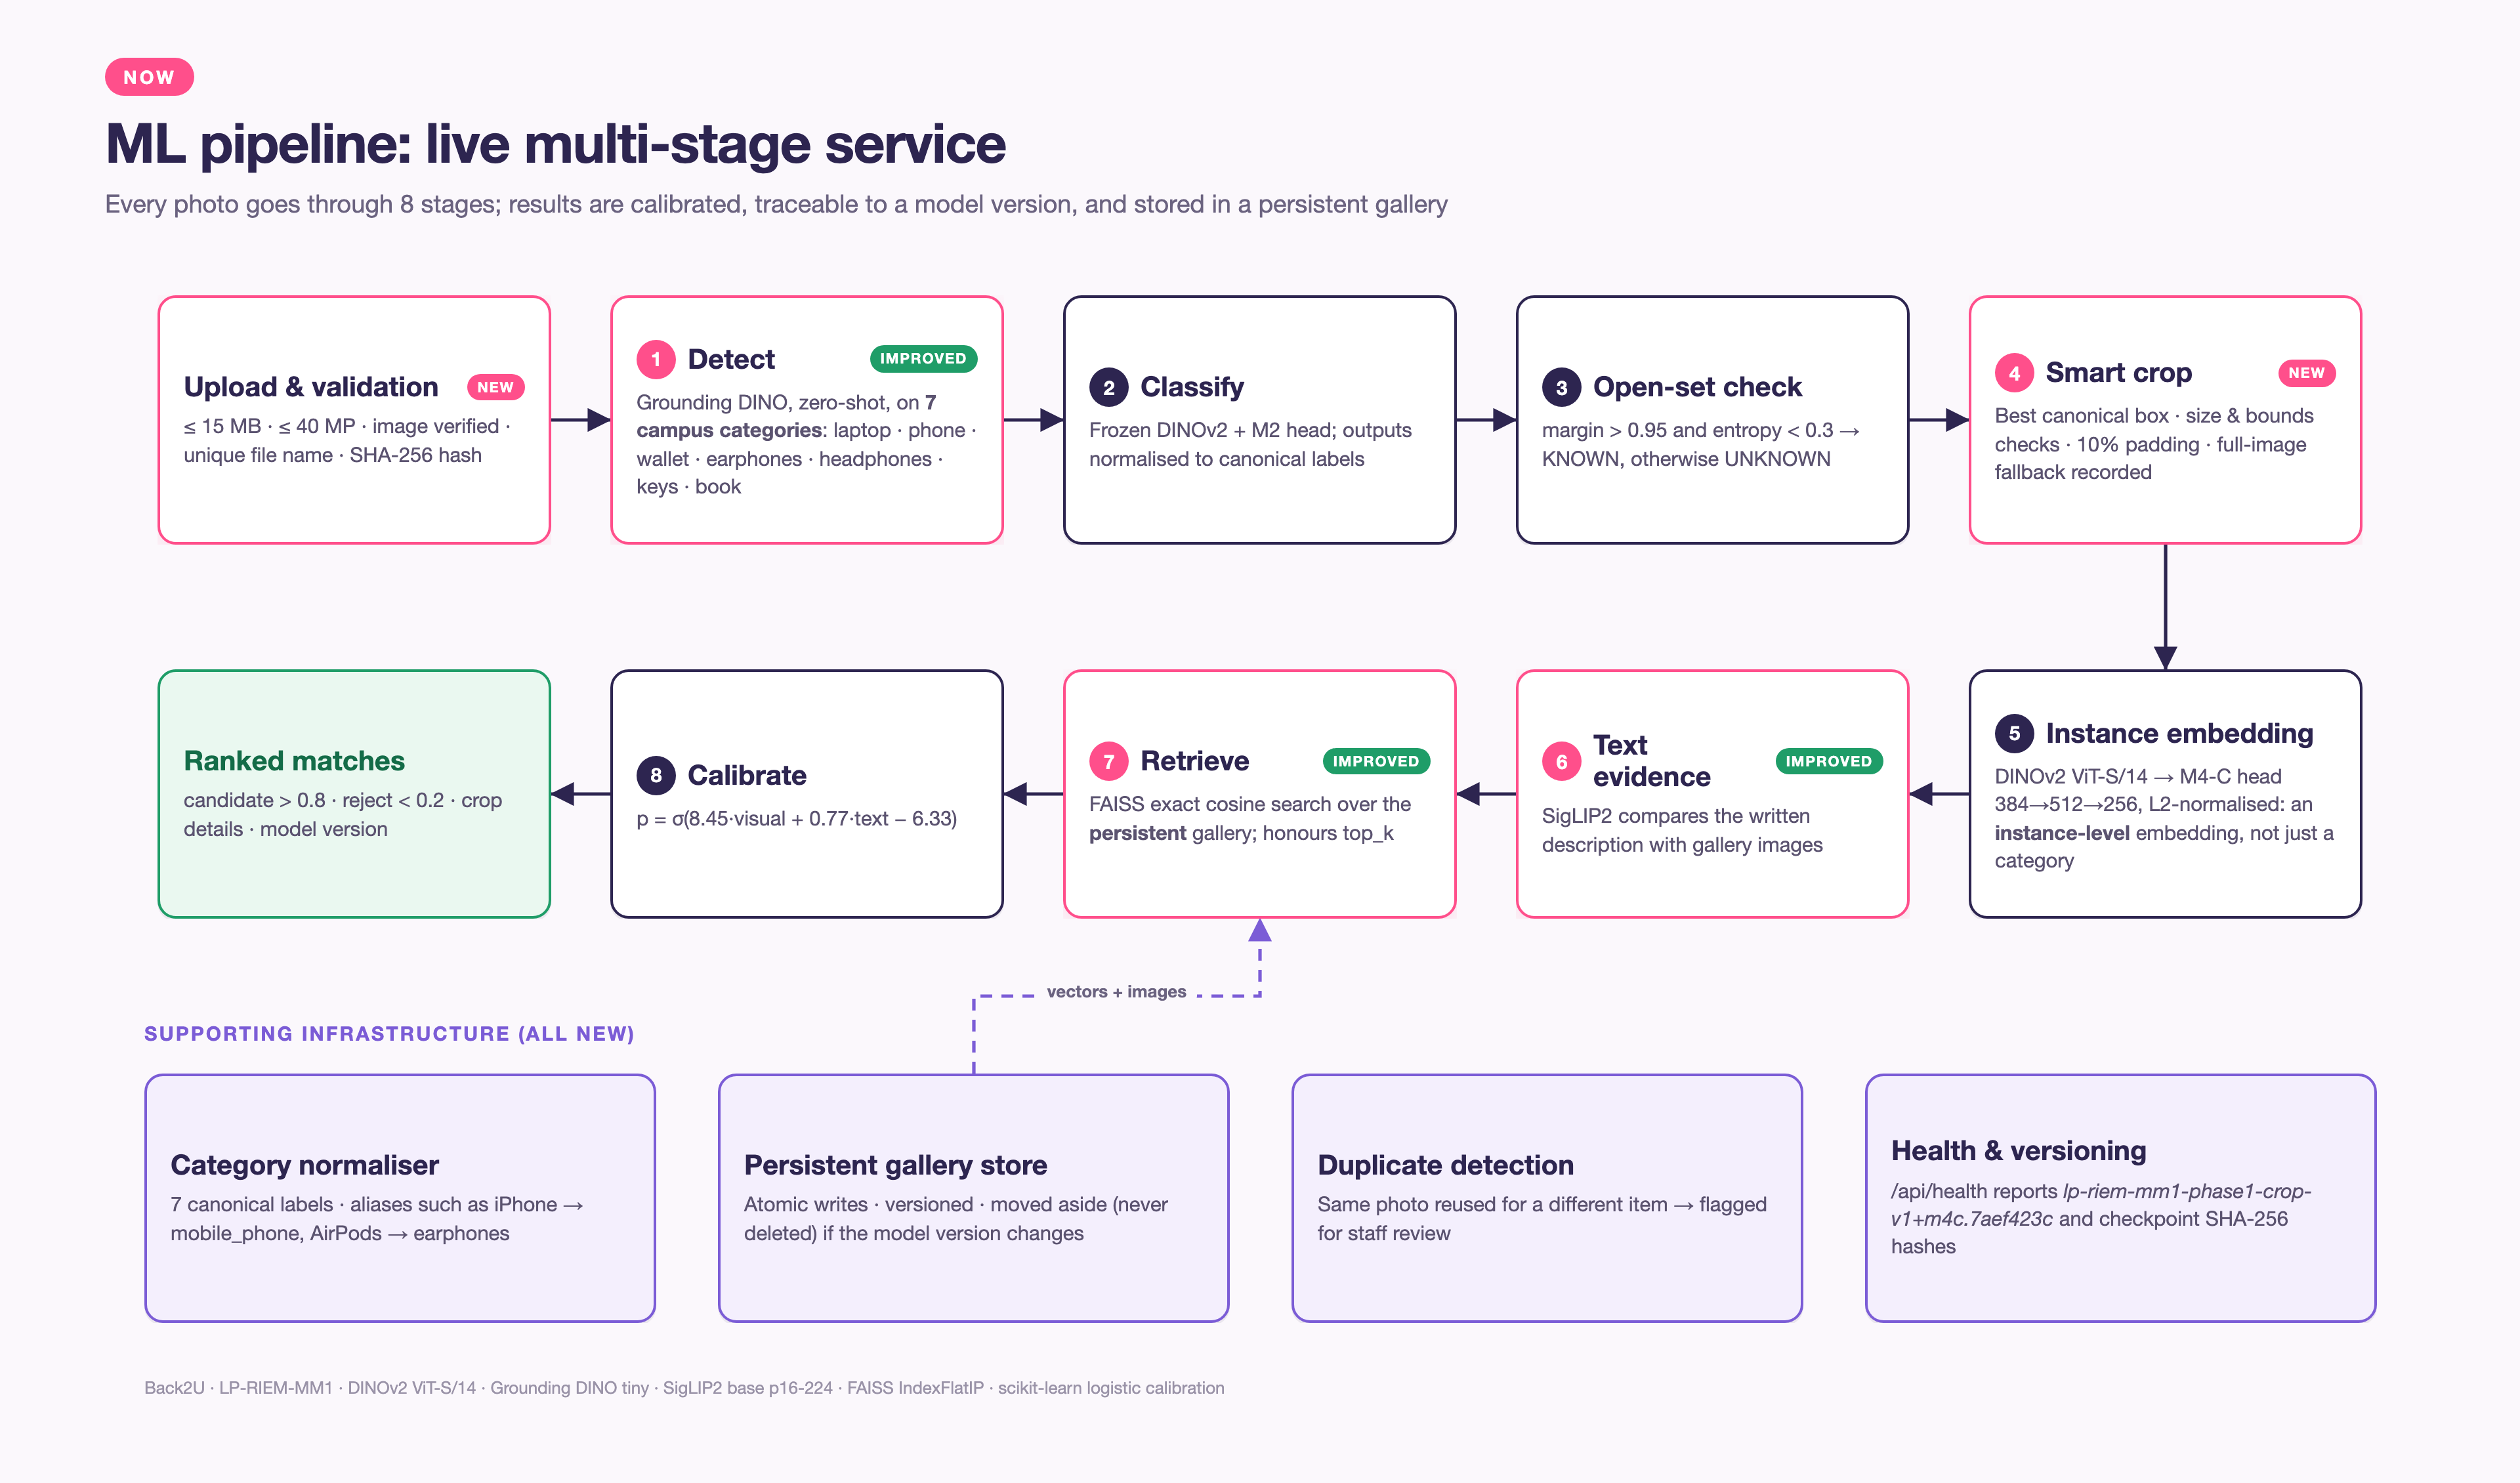 NOW
ML pipeline: live multi-stage service
Every photo goes through 8 stages; results are calibrated, traceable to a model version, and stored in a persistent gallery
Upload & validation NEW
≤ 15 MB · ≤ 40 MP · image verified ·
unique file name · SHA-256 hash
1 Detect IMPROVED
Grounding DINO, zero-shot, on 7
campus categories: laptop · phone ·
wallet · earphones · headphones ·
keys · book
2 Classify
Frozen DINOv2 + M2 head; outputs
normalised to canonical labels
3 Open-set check
margin > 0.95 and entropy < 0.3 →
KNOWN, otherwise UNKNOWN
4 Smart crop NEW
Best canonical box · size & bounds
checks · 10% padding · full-image
fallback recorded
5 Instance embedding
DINOv2 ViT-S/14 → M4-C head
384→512→256, L2-normalised: an
instance-level embedding, not just a
category
6 Text
evidence IMPROVED
SigLIP2 compares the written
description with gallery images
7 Retrieve IMPROVED
FAISS exact cosine search over the
persistent gallery; honours top_k
8 Calibrate
p = σ(8.45·visual + 0.77·text − 6.33)
Ranked matches
candidate > 0.8 · reject < 0.2 · crop
details · model version
vectors + images
SUPPORTING INFRASTRUCTURE (ALL NEW)
Category normaliser
7 canonical labels · aliases such as iPhone →
mobile_phone, AirPods → earphones
Persistent gallery store
Atomic writes · versioned · moved aside (never
deleted) if the model version changes
Duplicate detection
Same photo reused for a different item → flagged
for staff review
Health & versioning
/api/health reports lp-riem-mm1-phase1-crop-
v1+m4c.7aef423c and checkpoint SHA-256
hashes
Back2U · LP-RIEM-MM1 · DINOv2 ViT-S/14 · Grounding DINO tiny · SigLIP2 base p16-224 · FAISS IndexFlatIP · scikit-learn logistic calibration